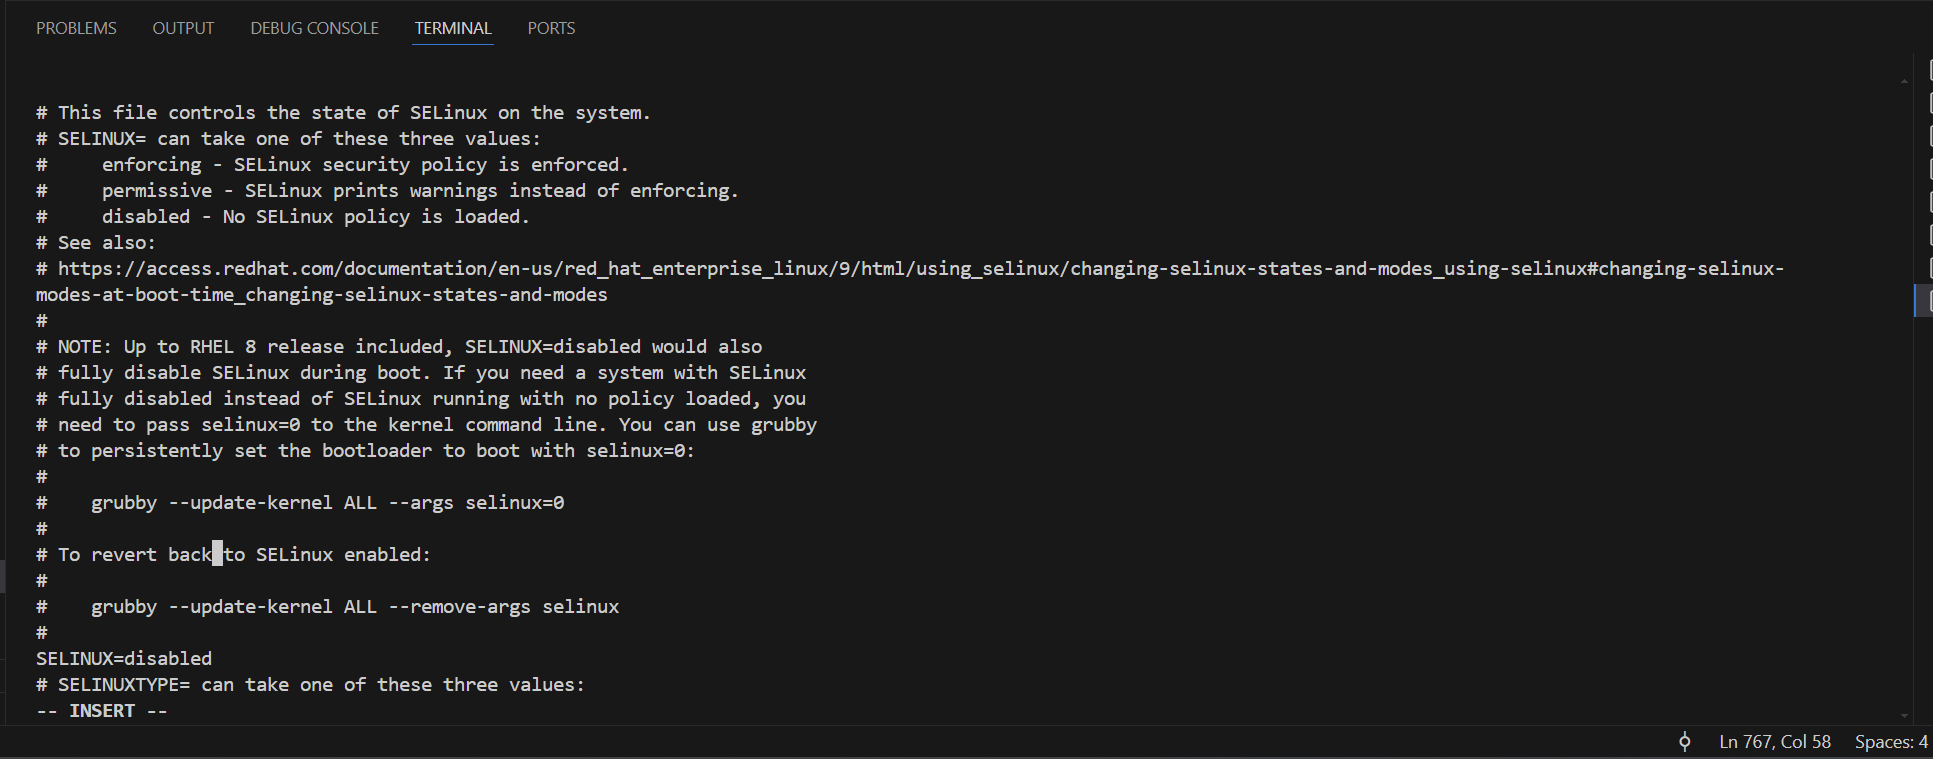 PROBLEMS OUTPUT DEBUG CONSOLE TERMINAL PORTS
# This file controls the state of SELinux on the system.
# SELINUX= can take one of these three values:
#     enforcing - SELinux security policy is enforced.
#     permissive - SELinux prints warnings instead of enforcing.
#     disabled - No SELinux policy is loaded.
# See also:
# https://access.redhat.com/documentation/en-us/red_hat_enterprise_linux/9/html/using_selinux/changing-selinux-states-and-modes_using-selinux#changing-selinux-
modes-at-boot-time_changing-selinux-states-and-modes
#
# NOTE: Up to RHEL 8 release included, SELINUX=disabled would also
# fully disable SELinux during boot. If you need a system with SELinux
# fully disabled instead of SELinux running with no policy loaded, you
# need to pass selinux=0 to the kernel command line. You can use grubby
# to persistently set the bootloader to boot with selinux=0:
#
#    grubby --update-kernel ALL --args selinux=0
#
# To revert back to SELinux enabled:
#
#    grubby --update-kernel ALL --remove-args selinux
#
SELINUX=disabled
# SELINUXTYPE= can take one of these three values:
-- INSERT --
Ln 767, Col 58 Spaces: 4